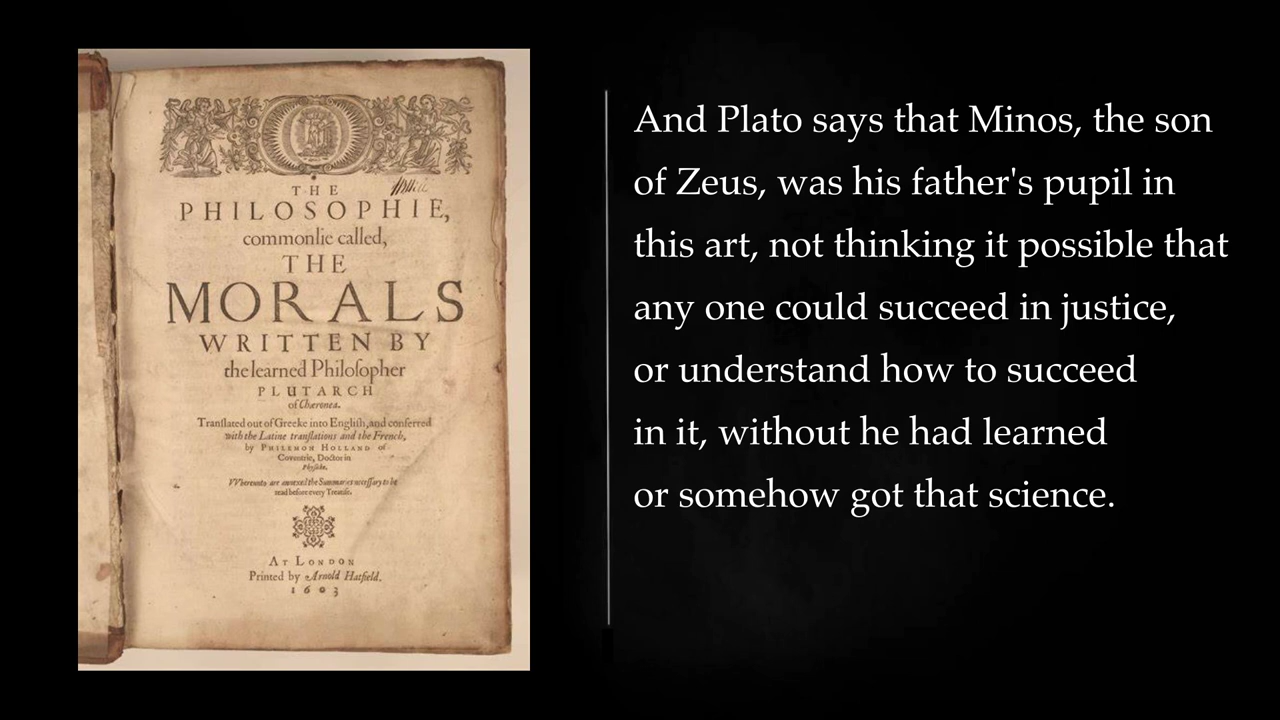 THE
PHILOSOPHIE,
commonlie called,
THE
MORALS
WRITTEN BY
the learned Philoſopher
PLUTARCH
of Chæronea.
Tranſlated out of Greeke into Engliſh, and conferred
with the Latine tranſlations and the French,
by PHILEMON HOLLAND of
Coventrie, Doctor in
Phyſicke.
VVhereunto are annexed the Summaries neceſſary to be
read before every Treatiſe.
AT LONDON
Printed by Arnold Hatfield.
1603
And Plato says that Minos, the son
of Zeus, was his father's pupil in
this art, not thinking it possible that
any one could succeed in justice,
or understand how to succeed
in it, without he had learned
or somehow got that science.